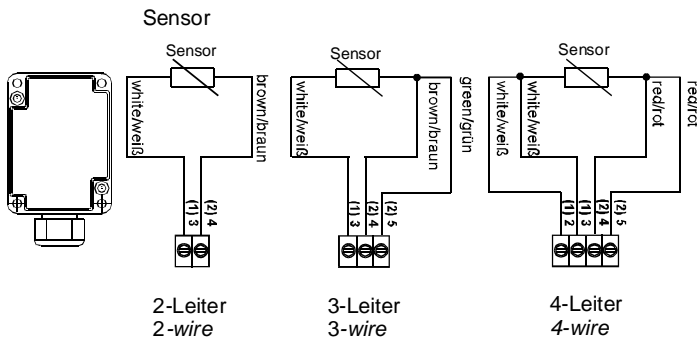 Sensor
Sensor
white/weiß
brown/braun
(1) 3
(2) 4
2-Leiter
2-wire
Sensor
white/weiß
brown/braun
green/grün
(1) 3
(2) 4
(2) 5
3-Leiter
3-wire
Sensor
white/weiß
white/weiß
red/rot
red/rot
(1) 2
(1) 3
(2) 4
(2) 5
4-Leiter
4-wire